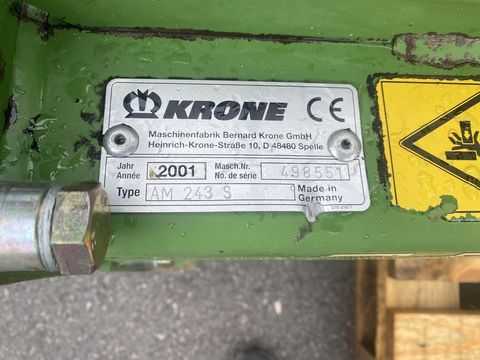 KRONE CE
Maschinenfabrik Bernard Krone GmbH
Heinrich-Krone-Straße 10, D 48480 Spelle
Jahr Année 2001 Masch.Nr. No. de série 498551
Type AM 243 S Made in Germany